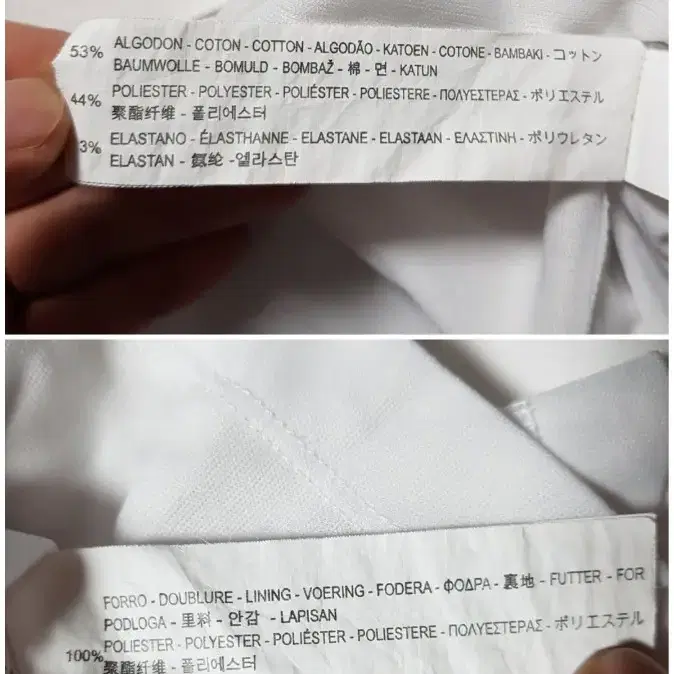 53% ALGODON - COTON - COTTON - ALGODÃO - KATOEN - COTONE - BAMBAKI - コットン
BAUMWOLLE - BOMULD - BOMBAŽ - 棉 - 면 - KATUN
44% POLIESTER - POLYESTER - POLIÉSTER - POLIESTERE - ΠΟΛΥΕΣΤΕΡΑΣ - ポリエステル
聚酯纤维 - 폴리에스터
3% ELASTANO - ÉLASTHANNE - ELASTANE - ELASTAAN - ΕΛΑΣΤΙΝΗ - ポリウレタン
ELASTAN - 氨纶 -엘라스탄
FORRO - DOUBLURE - LINING - VOERING - FODERA - ΦΟΔΡΑ - 裏地 - FUTTER - FOR
PODLOGA - 里料 - 안감 - LAPISAN
100% POLIESTER - POLYESTER - POLIÉSTER - POLIESTERE - ΠΟΛΥΕΣΤΕΡΑΣ - ポリエステル
聚酯纤维 - 폴리에스터